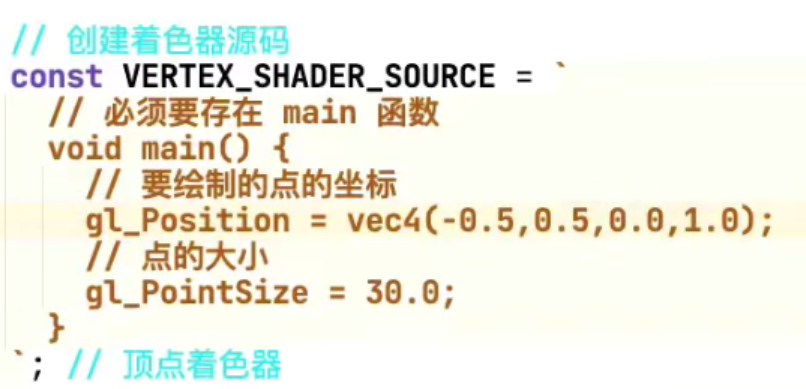 // 创建着色器源码
const VERTEX_SHADER_SOURCE = `
  // 必须要存在 main 函数
  void main() {
    // 要绘制的点的坐标
    gl_Position = vec4(-0.5,0.5,0.0,1.0);
    // 点的大小
    gl_PointSize = 30.0;
  }
`; // 顶点着色器